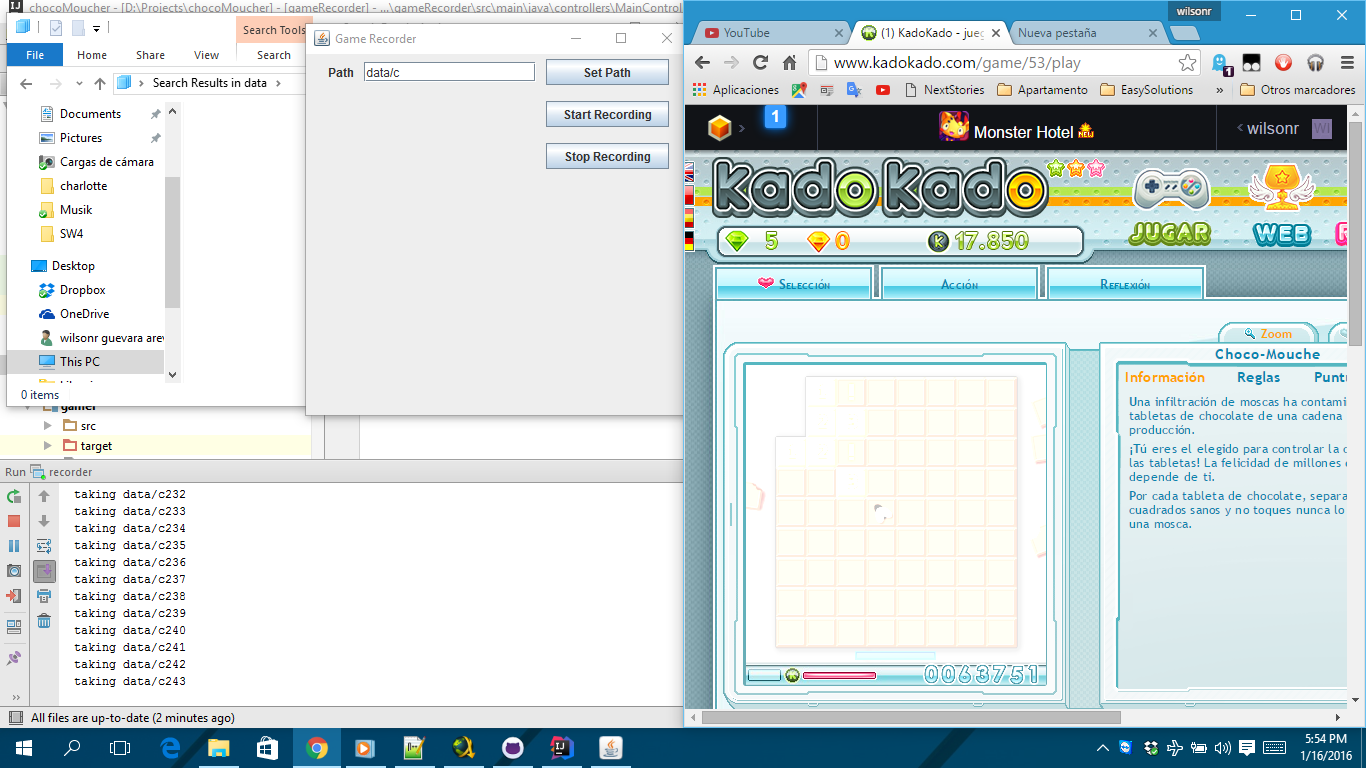 chocoMoucher - [D:\Projects\chocoMoucher] - [gameRecorder] - ...\gameRecorder\src\main\java\controllers\MainControl
Search Tools
File
Home
Share
View
Search
Search Results in data
Documents
Pictures
Cargas de cámara
charlotte
Musik
SW4
Desktop
Dropbox
OneDrive
wilsonr guevara arev
This PC
0 items
Game Recorder
Path
data/c
Set Path
Start Recording
Stop Recording
gamer
src
target
Run recorder
taking data/c232
taking data/c233
taking data/c234
taking data/c235
taking data/c236
taking data/c237
taking data/c238
taking data/c239
taking data/c240
taking data/c241
taking data/c242
taking data/c243
All files are up-to-date (2 minutes ago)
wilsonr
YouTube
(1) KadoKado - jueg
Nueva pestaña
www.kadokado.com/game/53/play
1
Aplicaciones
NextStories
Apartamento
EasySolutions
»
Otros marcadores
1
Monster Hotel NEW
wilsonr
WI
kadokado
JUGAR
WEB
5
0
K 17.850
Selección
Acción
Reflexión
Zoom
Choco-Mouche
Información
Reglas
Puntu
Una infiltración de moscas ha contami
tabletas de chocolate de una cadena
producción.
¡Tú eres el elegido para controlar la c
las tabletas! La felicidad de millones
depende de ti.
Por cada tableta de chocolate, separa
cuadrados sanos y no toques nunca lo
una mosca.
0063751
5:54 PM
1/16/2016